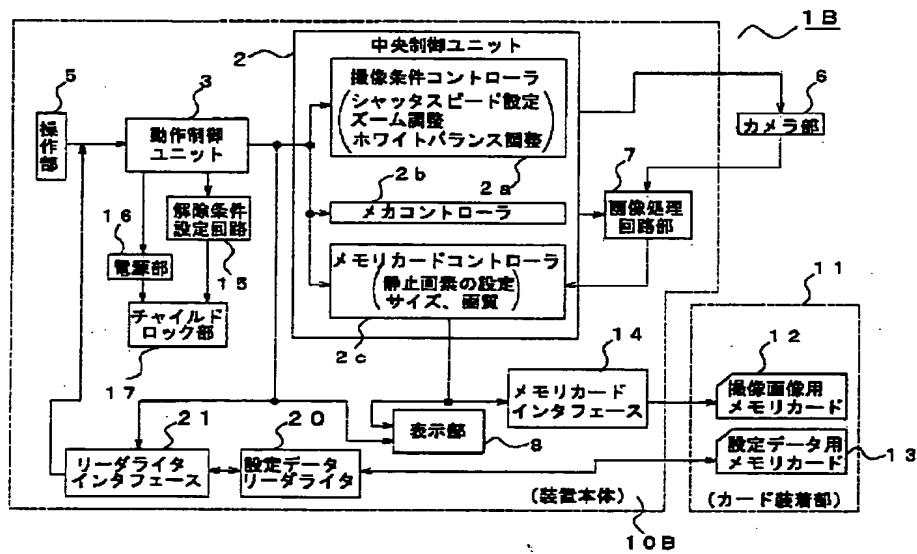 1B
2
中央制御ユニット
撮像条件コントローラ
シャッタスピード設定
ズーム調整
ホワイトバランス調整
2a
5
操作部
3
動作制御
ユニット
6
カメラ部
2b
メカコントローラ
7
画像処理
回路部
16
電源部
解除条件
設定回路
15
メモリカードコントローラ
静止画素の設定
サイズ、画質
2c
チャイルド
ロック部
17
11
14
メモリカード
インタフェース
12
撮像画像用
メモリカード
表示部
8
21
リーダライタ
インタフェース
20
設定データ
リーダライタ
設定データ用
メモリカード
13
(装置本体)
(カード装着部)
10B